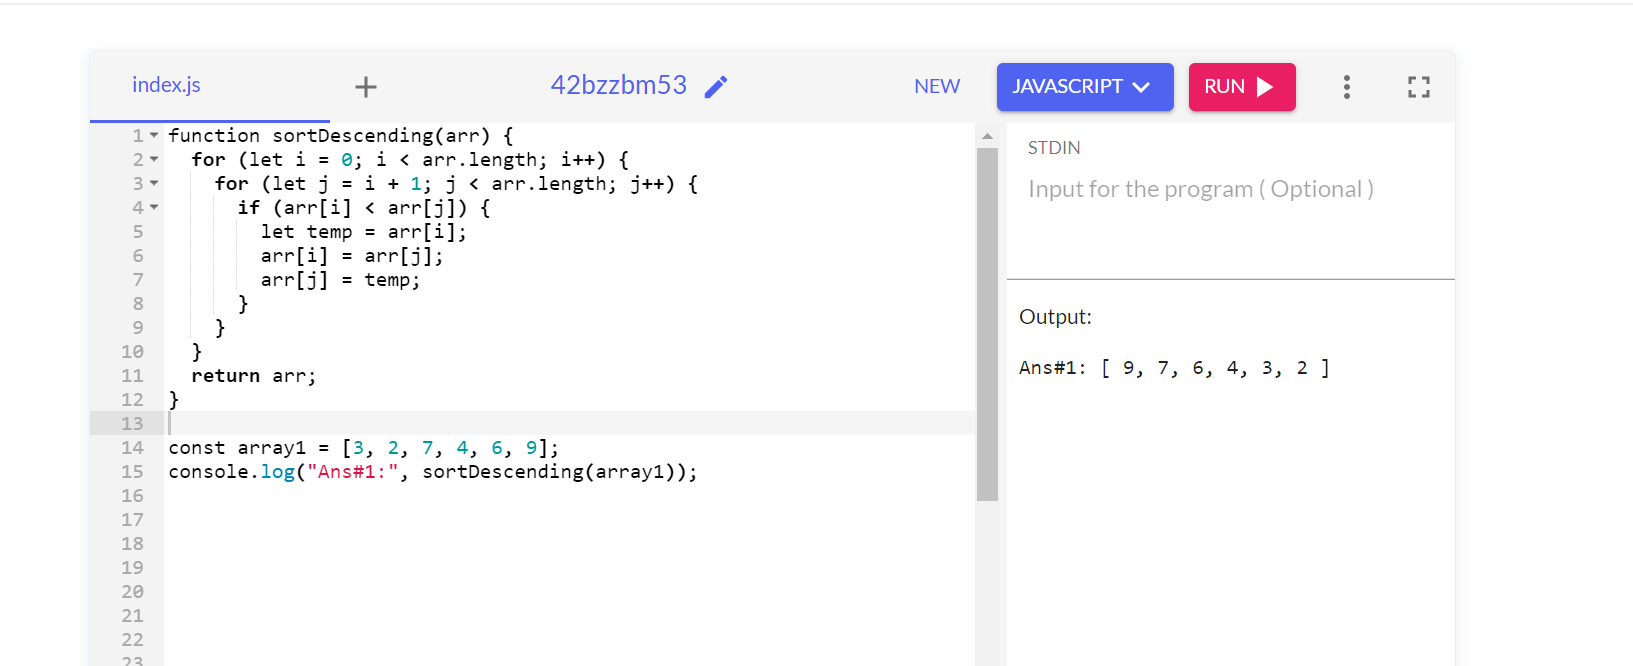 index.js
+
42bzzbm53
NEW
JAVASCRIPT
RUN
1 function sortDescending(arr) {
2   for (let i = 0; i < arr.length; i++) {
3     for (let j = i + 1; j < arr.length; j++) {
4       if (arr[i] < arr[j]) {
5         let temp = arr[i];
6         arr[i] = arr[j];
7         arr[j] = temp;
8       }
9     }
10   }
11   return arr;
12 }
13
14 const array1 = [3, 2, 7, 4, 6, 9];
15 console.log("Ans#1:", sortDescending(array1));
16
17
18
19
20
21
22
23
STDIN
Input for the program ( Optional )
Output:
Ans#1: [ 9, 7, 6, 4, 3, 2 ]